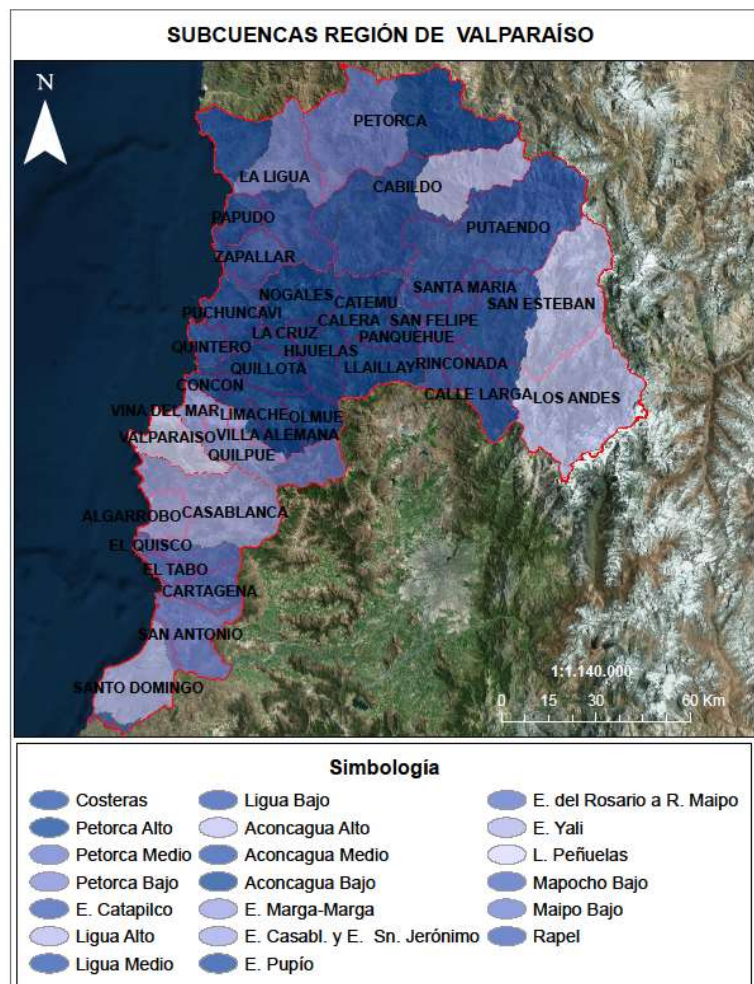 SUBCUENCAS REGIÓN DE VALPARAÍSO
N
PETORCA
LA LIGUA
CABILDO
PAPUDO
PUTAENDO
ZAPALLAR
SANTA MARIA
NOGALES
CATEMU
SAN ESTEBAN
PUCHUNCAVI
CALERA SAN FELIPE
LA CRUZ
PANQUEHUE
QUINTERO
HIJUELAS
QUILLOTA
LLAILLAY
RINCONADA
CONCON
CALLE LARGA
LOS ANDES
VINA DEL MAR
LIMACHE
OLMUE
VALPARAISO
VILLA ALEMANA
QUILPUE
CASABLANCA
ALGARROBO
EL QUISCO
EL TABO
CARTAGENA
SAN ANTONIO
1:1.140.000
SANTO DOMINGO
0 15 30 60 Km
Simbología
Costeras
Petorca Alto
Petorca Medio
Petorca Bajo
E. Catapilco
Ligua Alto
Ligua Medio
Ligua Bajo
Aconcagua Alto
Aconcagua Medio
Aconcagua Bajo
E. Marga-Marga
E. Casabl. y E. Sn. Jerónimo
E. Pupío
E. del Rosario a R. Maipo
E. Yali
L. Peñuelas
Mapocho Bajo
Maipo Bajo
Rapel